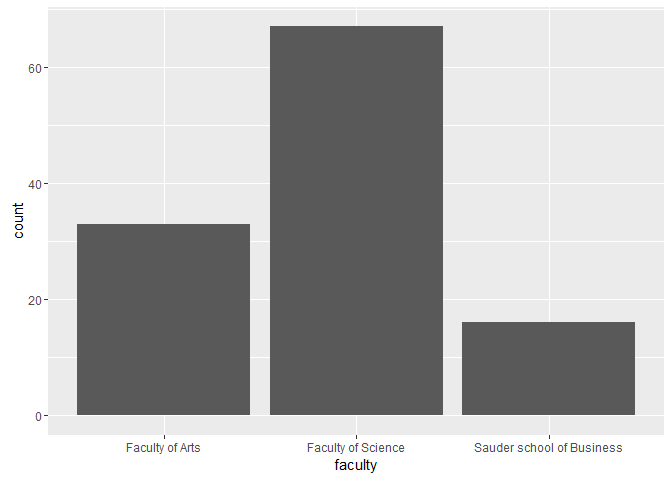 count
60
40
20
0
Faculty of Arts
Faculty of Science
Sauder school of Business
faculty